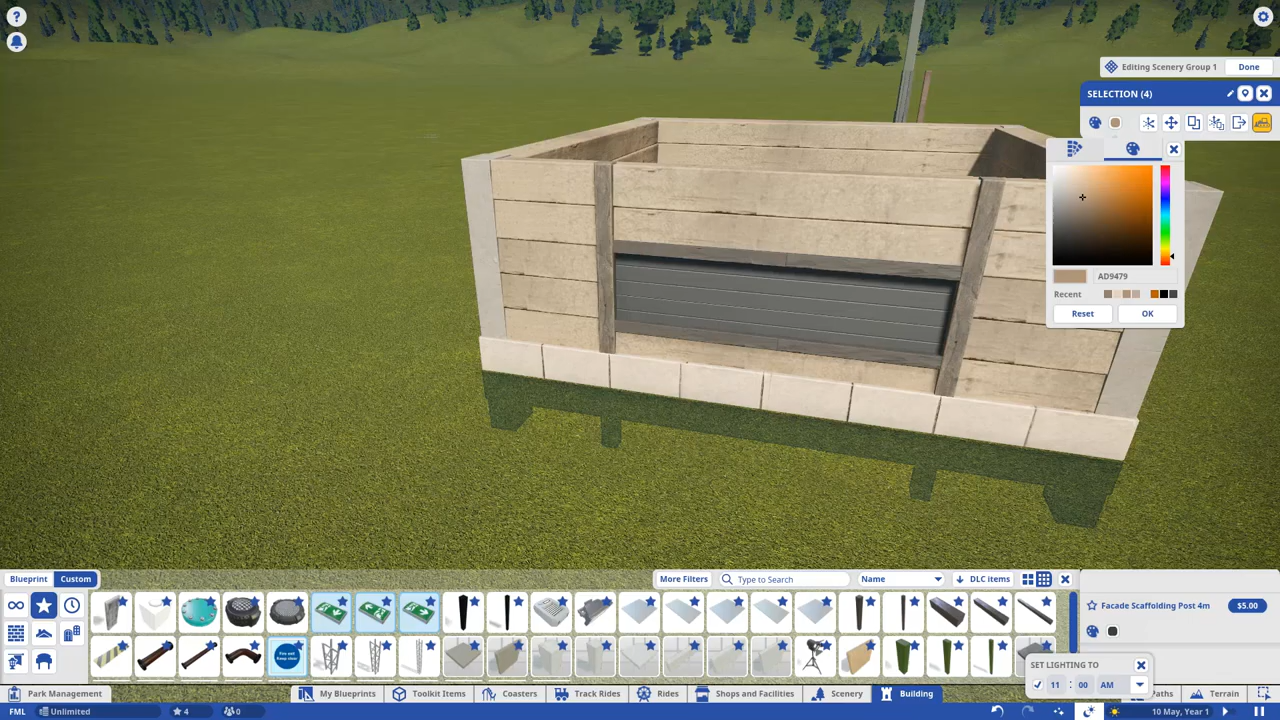 ?
Editing Scenery Group 1 Done
SELECTION (4)
AD9479
Recent
Reset OK
Blueprint Custom More Filters Type to Search Name DLC items
Facade Scaffolding Post 4m $5.00
SET LIGHTING TO
11 : 00 AM
Park Management My Blueprints Toolkit Items Coasters Track Rides Rides Shops and Facilities Scenery Building Paths Terrain
FML Unlimited 4 0 10 May, Year 1